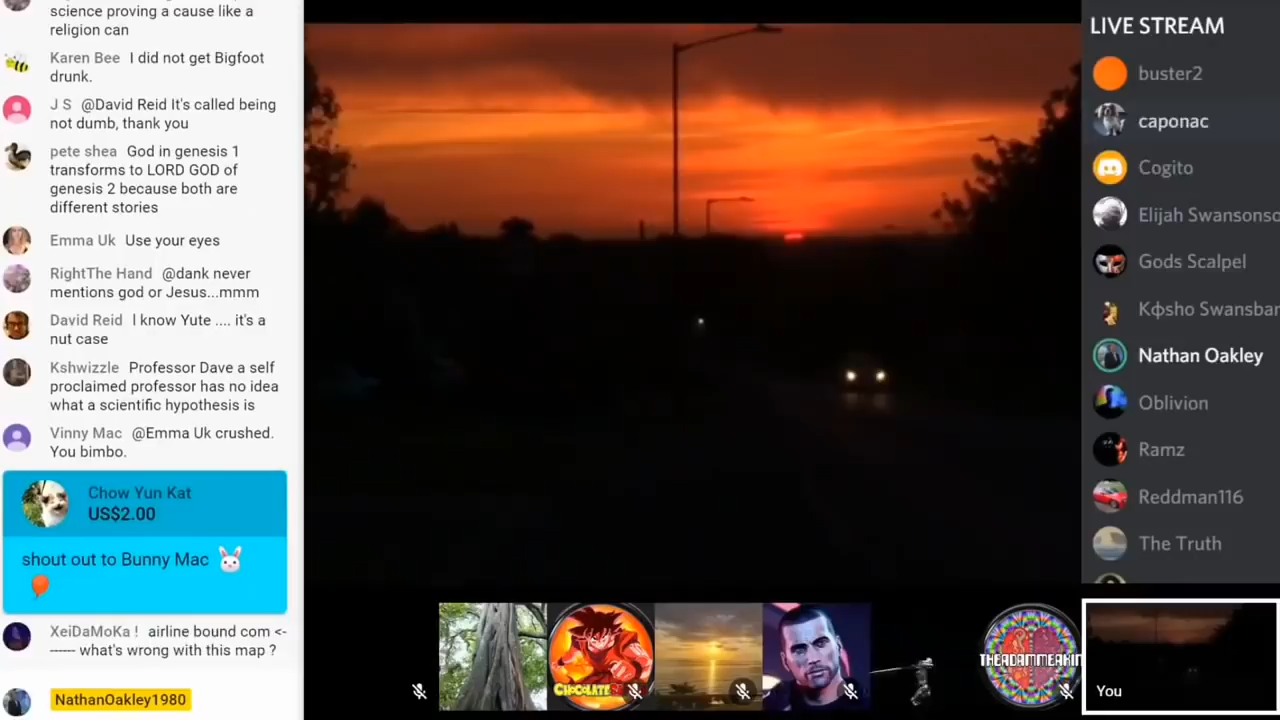 science proving a cause like a
religion can
Karen Bee I did not get Bigfoot
drunk.
J S @David Reid It's called being
not dumb, thank you
pete shea God in genesis 1
transforms to LORD GOD of
genesis 2 because both are
different stories
Emma Uk Use your eyes
RightThe Hand @dank never
mentions god or Jesus...mmm
David Reid I know Yute .... it's a
nut case
Kshwizzle Professor Dave a self
proclaimed professor has no idea
what a scientific hypothesis is
Vinny Mac @Emma Uk crushed.
You bimbo.
Chow Yun Kat
US$2.00
shout out to Bunny Mac
XeiDaMoKa ! airline bound com <-
------ what's wrong with this map ?
NathanOakley1980
LIVE STREAM
buster2
caponac
Cogito
Elijah Swansonso
Gods Scalpel
Kфsho Swansbar
Nathan Oakley
Oblivion
Ramz
Reddman116
The Truth
THEADAMMEAKIN
You